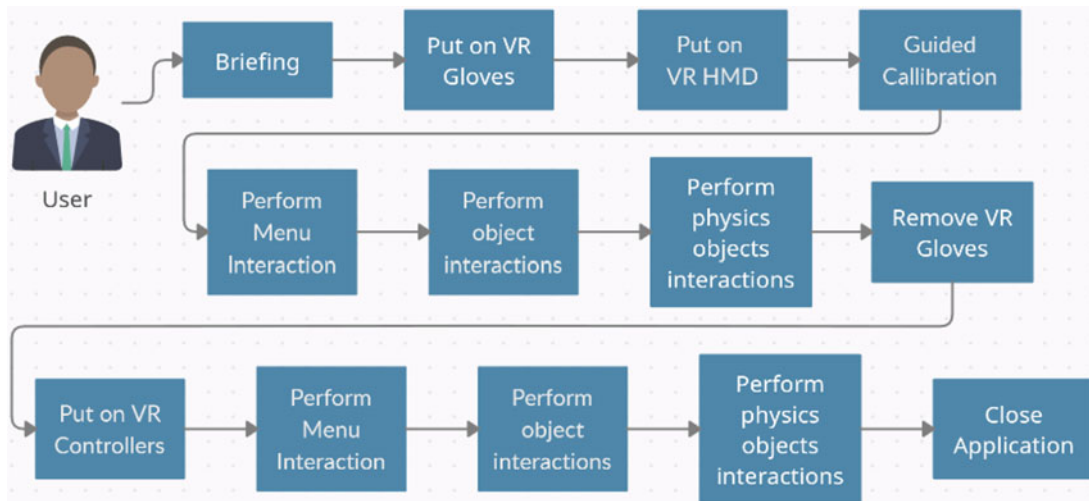 Briefing
Put on VR
Gloves
Put on
VR HMD
Guided
Callibration
User
Perform
Menu
Interaction
Perform
object
interactions
Perform
physics
objects
interactions
Remove VR
Gloves
Put on VR
Controllers
Perform
Menu
Interaction
Perform
object
interactions
Perform
physics
objects
interactions
Close
Application